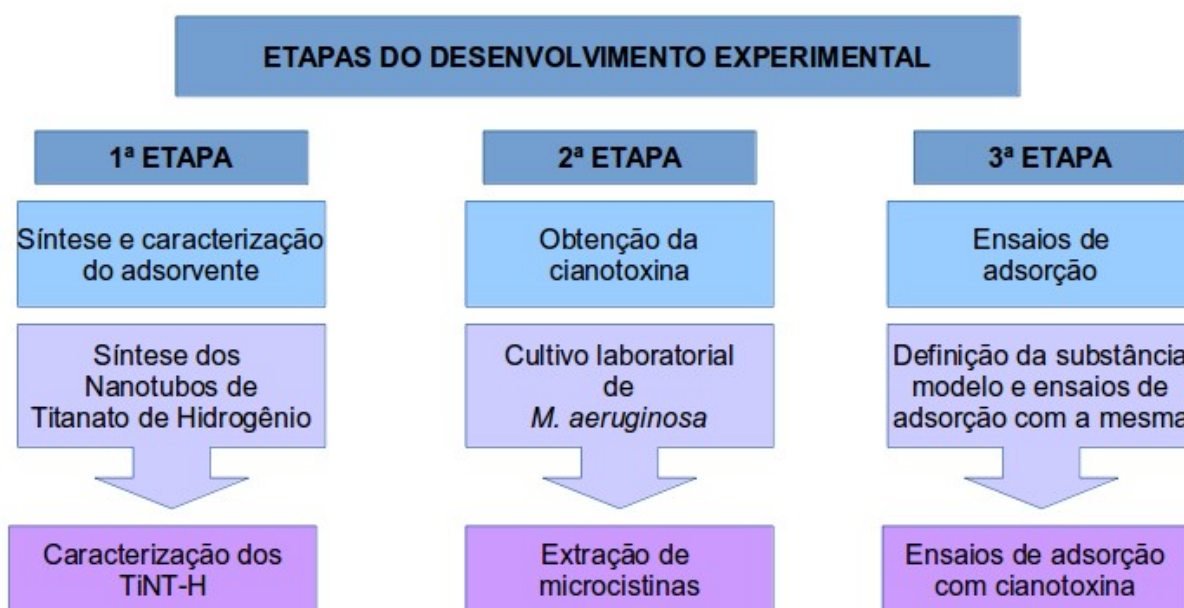 ETAPAS DO DESENVOLVIMENTO EXPERIMENTAL
1ª ETAPA
Síntese e caracterização
do adsorvente
Síntese dos
Nanotubos de
Titanato de Hidrogênio
Caracterização dos
TiNT-H
2ª ETAPA
Obtenção da
cianotoxina
Cultivo laboratorial
de
M. aeruginosa
Extração de
microcistinas
3ª ETAPA
Ensaios de
adsorção
Definição da substância
modelo e ensaios de
adsorção com a mesma
Ensaios de adsorção
com cianotoxina